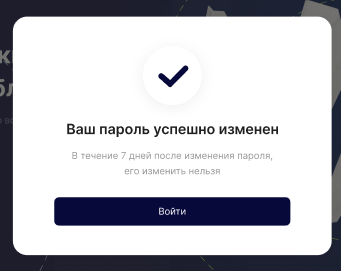 Ваш пароль успешно изменен
В течение 7 дней после изменения пароля,
его изменить нельзя
Войти